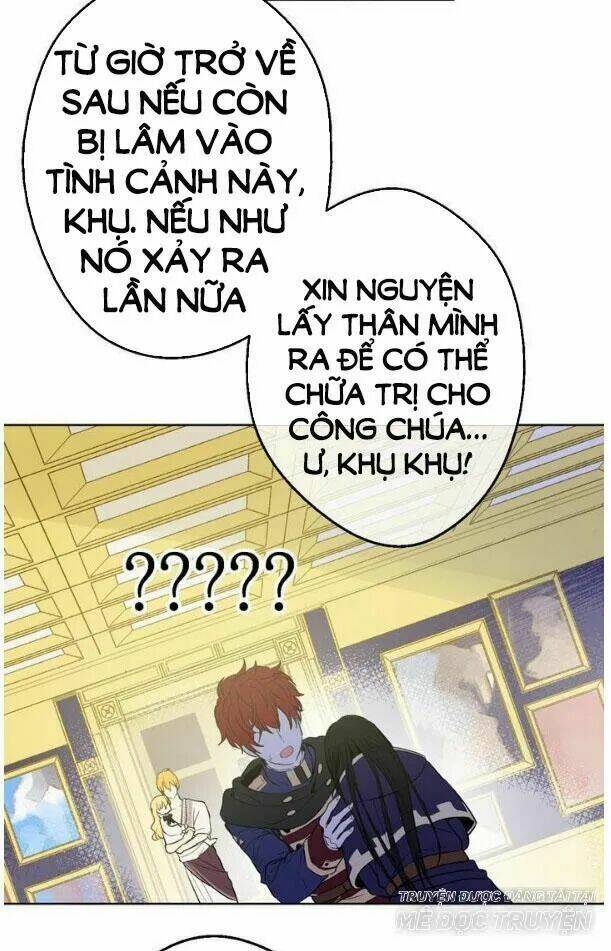 TỪ GIỜ TRỞ VỀ
SAU NẾU CÒN
BỊ LÂM VÀO
TÌNH CẢNH NÀY,
KHỤ. NẾU NHƯ
NÓ XẢY RA
LẦN NỮA
XIN NGUYỆN
LẤY THÂN MÌNH
RA ĐỂ CÓ THỂ
CHỮA TRỊ CHO
CÔNG CHÚA...
Ư, KHỤ KHỤ!
?????
TRUYỆN ĐƯỢC ĐĂNG TẢI TẠI
MÊ ĐỌC TRUYỆN